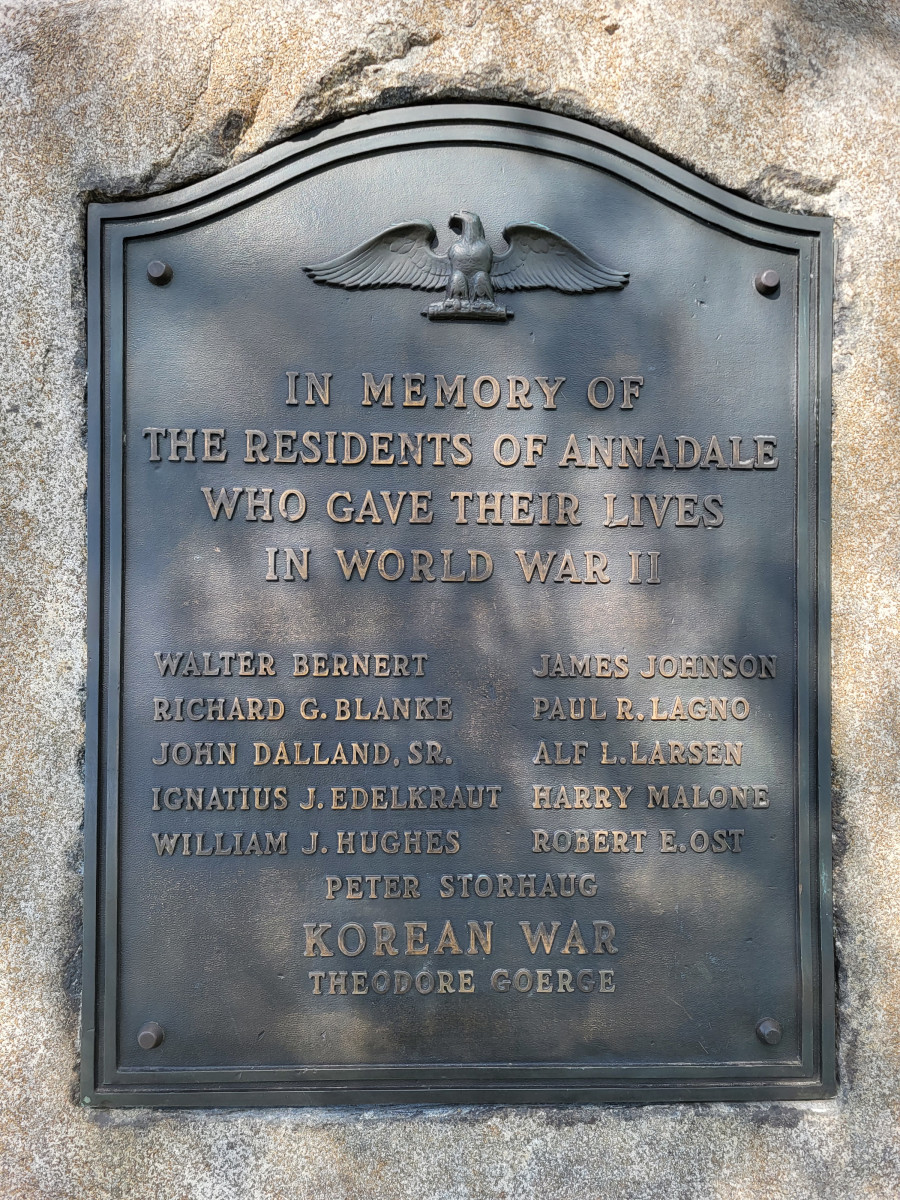 IN MEMORY OF
THE RESIDENTS OF ANNADALE
WHO GAVE THEIR LIVES
IN WORLD WAR II
WALTER BERNERT
RICHARD G. BLANKE
JOHN DALLAND, SR.
IGNATIUS J. EDELKRAUT
WILLIAM J. HUGHES
JAMES JOHNSON
PAUL R. LAGNO
ALF L. LARSEN
HARRY MALONE
ROBERT E. OST
PETER STORHAUG
KOREAN WAR
THEODORE GOERGE